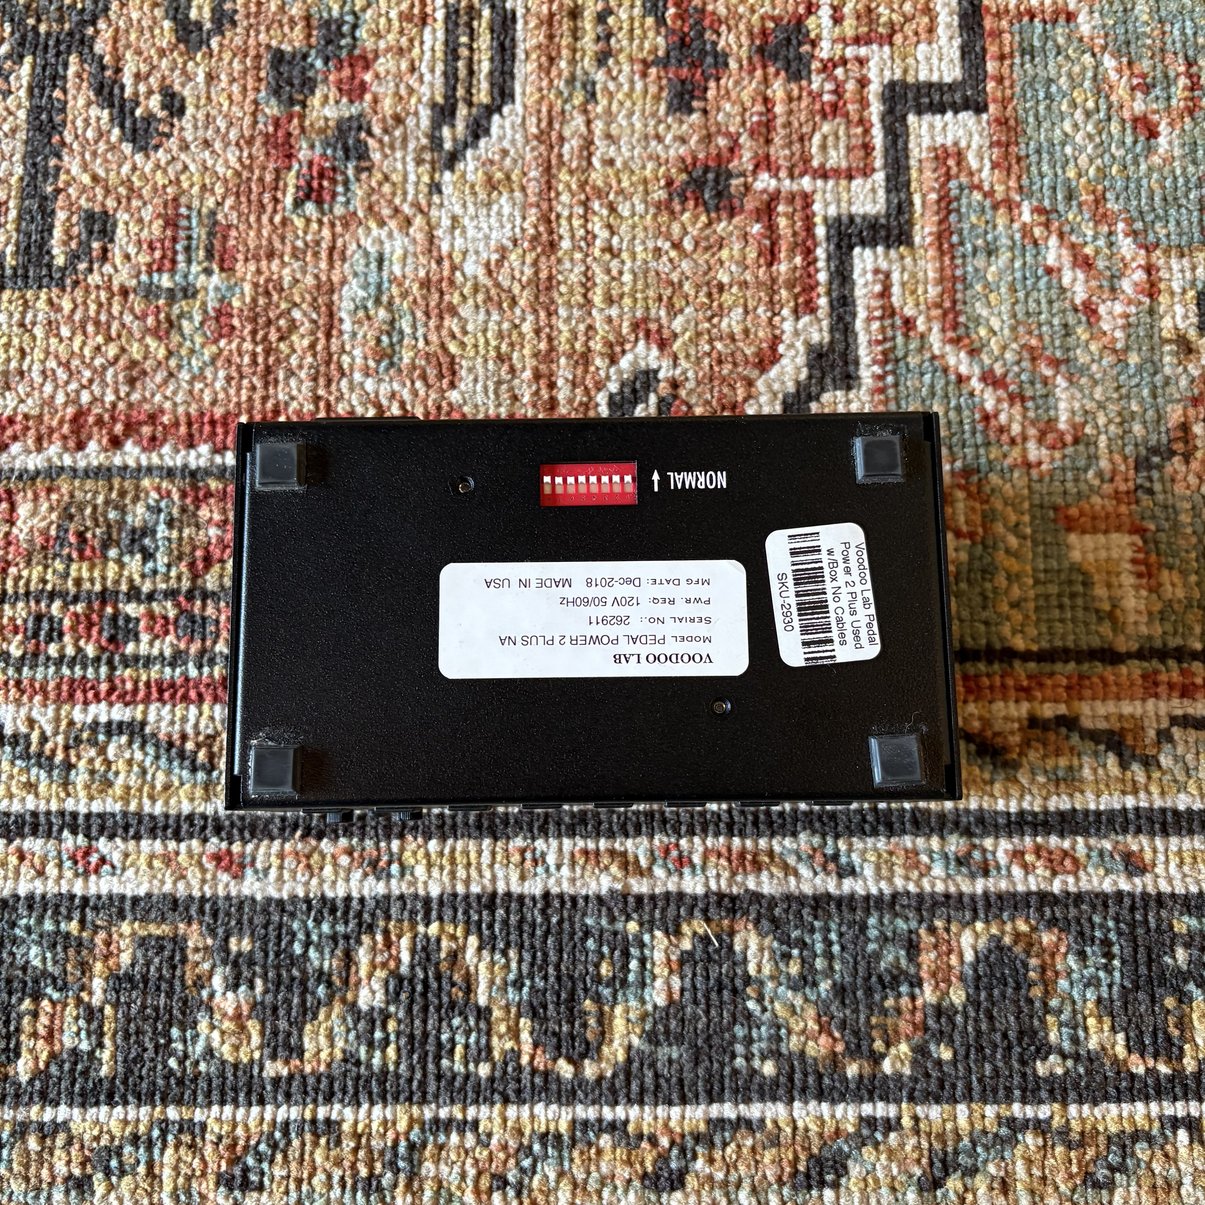 NORMAL
VOODOO LAB
MODEL PEDAL POWER 2 PLUS NA
SERIAL NO.: 262911
PWR. REQ: 120V 50/60Hz
MFG DATE: Dec-2018 MADE IN USA
Voodoo Lab Pedal
Power 2 Plus Used
w/Box No Cables
SKU-2930